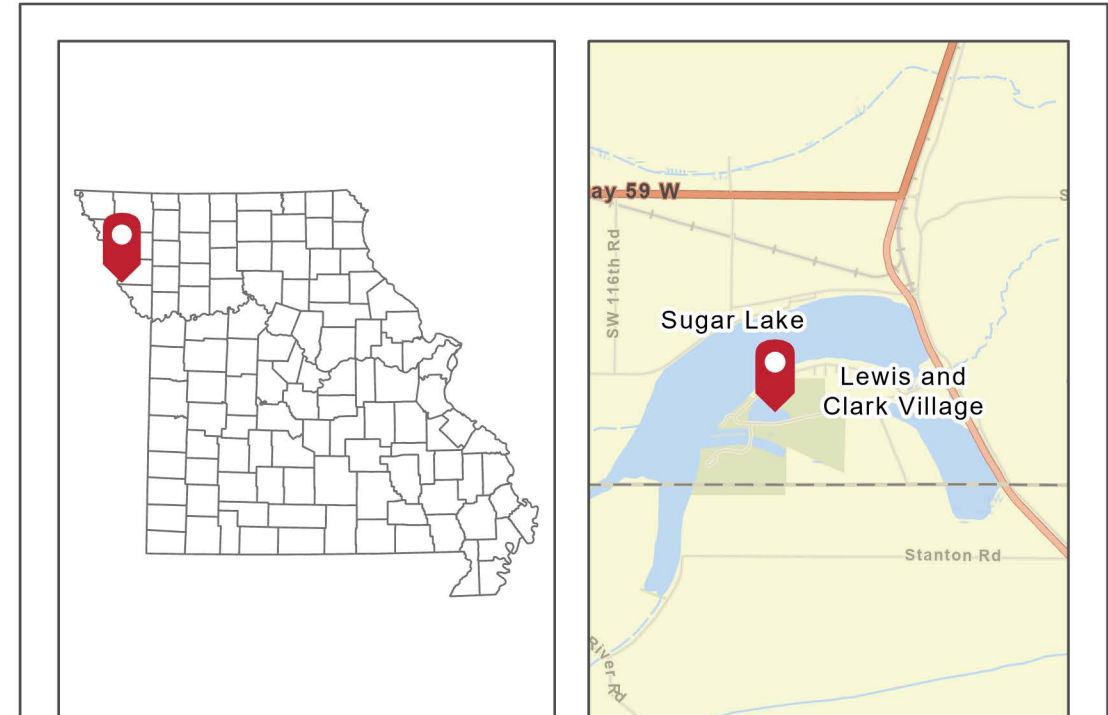 ay 59 W
S
SW 116th Rd
Sugar Lake
Lewis and
Clark Village
Stanton Rd
River Rd